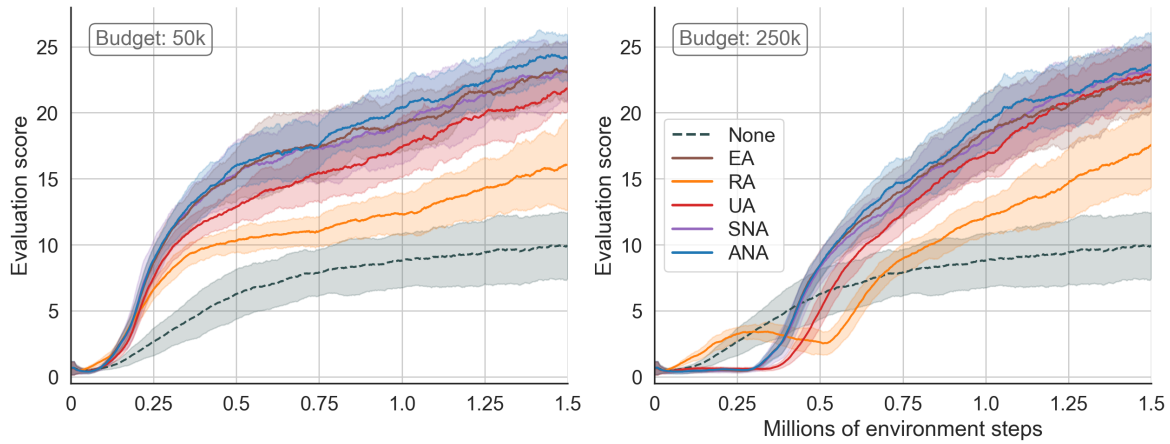 Budget: 50k
Evaluation score
25
20
15
10
5
0
0 0.25 0.5 0.75 1.0 1.25 1.5
Budget: 250k
Evaluation score
25
20
15
10
5
0
None
EA
RA
UA
SNA
ANA
0 0.25 0.5 0.75 1.0 1.25 1.5
Millions of environment steps